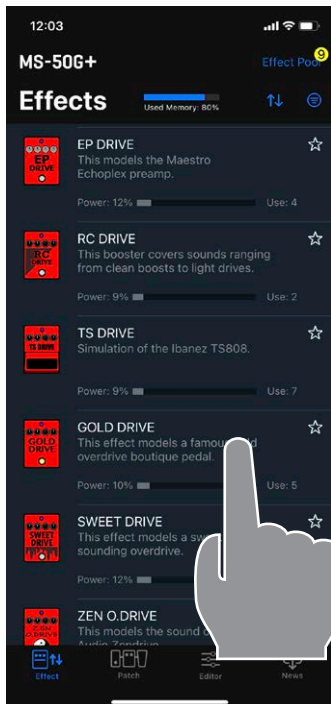 12:03
MS-50G+
Effect Pool
9
Effects
Used Memory: 80%
EP DRIVE
This models the Maestro
Echoplex preamp.
EP
DRIVE
Power: 12%
Use: 4
RC DRIVE
This booster covers sounds ranging
from clean boosts to light drives.
RC
DRIVE
Power: 9%
Use: 2
TS DRIVE
Simulation of the Ibanez TS808.
TS DRIVE
Power: 9%
Use: 7
GOLD DRIVE
This effect models a famous
overdrive boutique pedal.
GOLD
DRIVE
Power: 10%
Use: 5
SWEET DRIVE
This effect models a
sounding overdrive.
SWEET
DRIVE
Power: 12%
ZEN O.DRIVE
This models the sound
ZEN
O.DRIVE
Effect
Patch
Editor
News